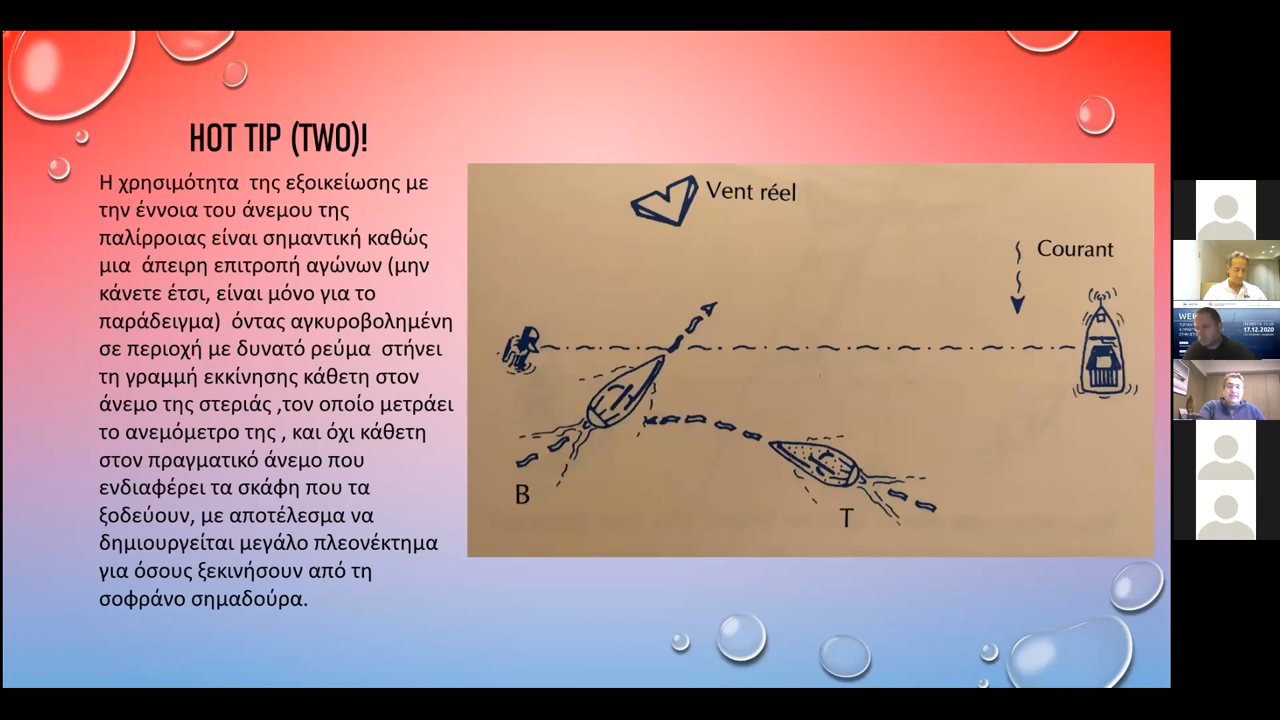 HOT TIP (TWO)!
Η χρησιμότητα  της εξοικείωσης με
την έννοια του άνεμου της
παλίρροιας είναι σημαντική καθώς
μια  άπειρη επιτροπή αγώνων (μην
κάνετε έτσι, είναι μόνο για το
παράδειγμα)  όντας αγκυροβολημένη
σε περιοχή με δυνατό ρεύμα  στήνει
τη γραμμή εκκίνησης κάθετη στον
άνεμο της στεριάς ,τον οποίο μετράει
το ανεμόμετρο της , και όχι κάθετη
στον πραγματικό άνεμο που
ενδιαφέρει τα σκάφη που τα
ξοδεύουν, με αποτέλεσμα να
δημιουργείται μεγάλο πλεονέκτημα
για όσους ξεκινήσουν από τη
σοφράνο σημαδούρα.
Vent réel
Courant
B
T
17.12.2020